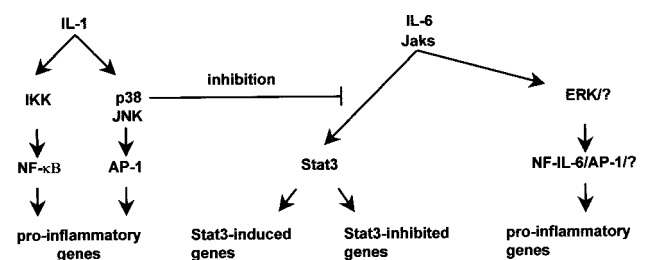 IL-1
IL-6
Jaks
inhibition
IKK
p38
JNK
ERK/?
NF-κB
AP-1
Stat3
NF-IL-6/AP-1/?
pro-inflammatory
genes
Stat3-induced
genes
Stat3-inhibited
genes
pro-inflammatory
genes